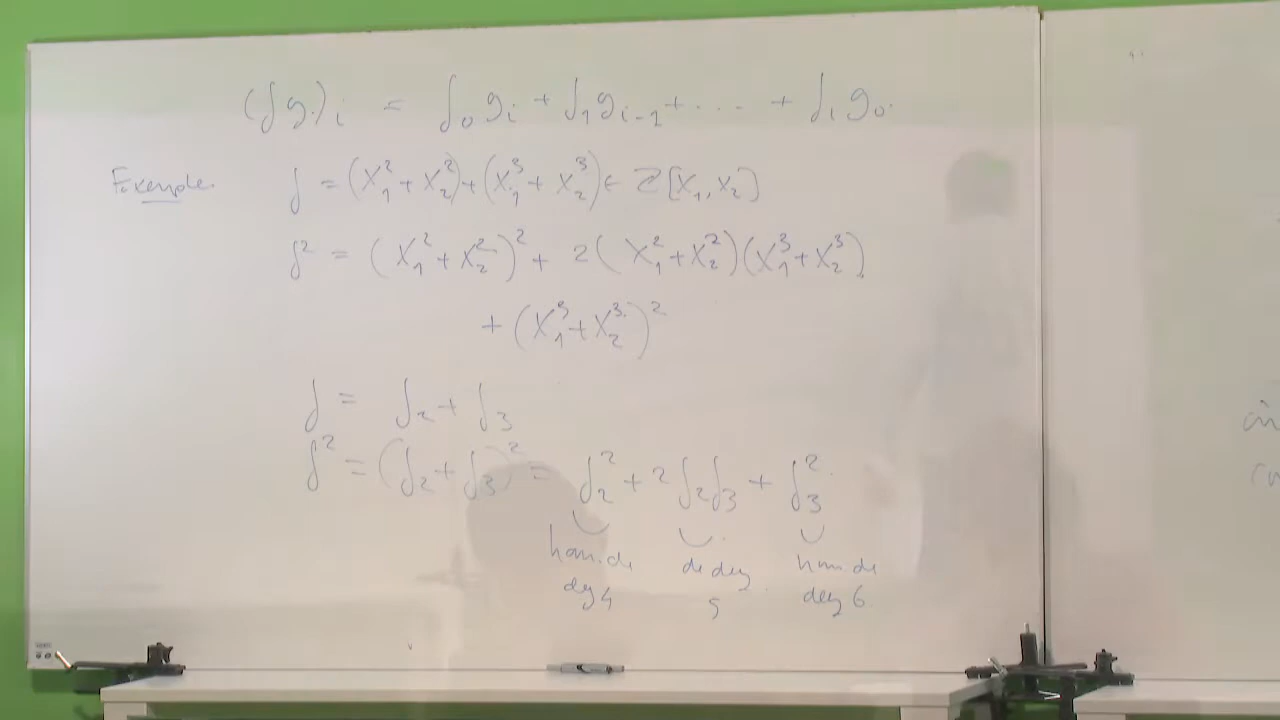 (fg)_i = f_0 g_i + f_1 g_{i-1} + .... + f_i g_0.
Exemple. f = (X_1^2 + X_2^2) + (X_1^3 + X_2^3) ∈ Z[X_1, X_2]
f^2 = (X_1^2 + X_2^2)^2 + 2(X_1^2 + X_2^2)(X_1^3 + X_2^3)
+ (X_1^3 + X_2^3)^2
f = f_2 + f_3
f^2 = (f_2 + f_3)^2 = f_2^2 + 2 f_2 f_3 + f_3^2.
hom. de de deg hom de
deg 4 5 deg 6